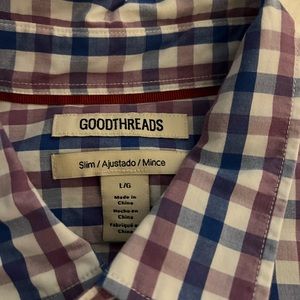 GOODTHREADS
Slim / Ajustado / Mince
L/G
Made in
China
Hecho en
China
Fabriqué en
Chine